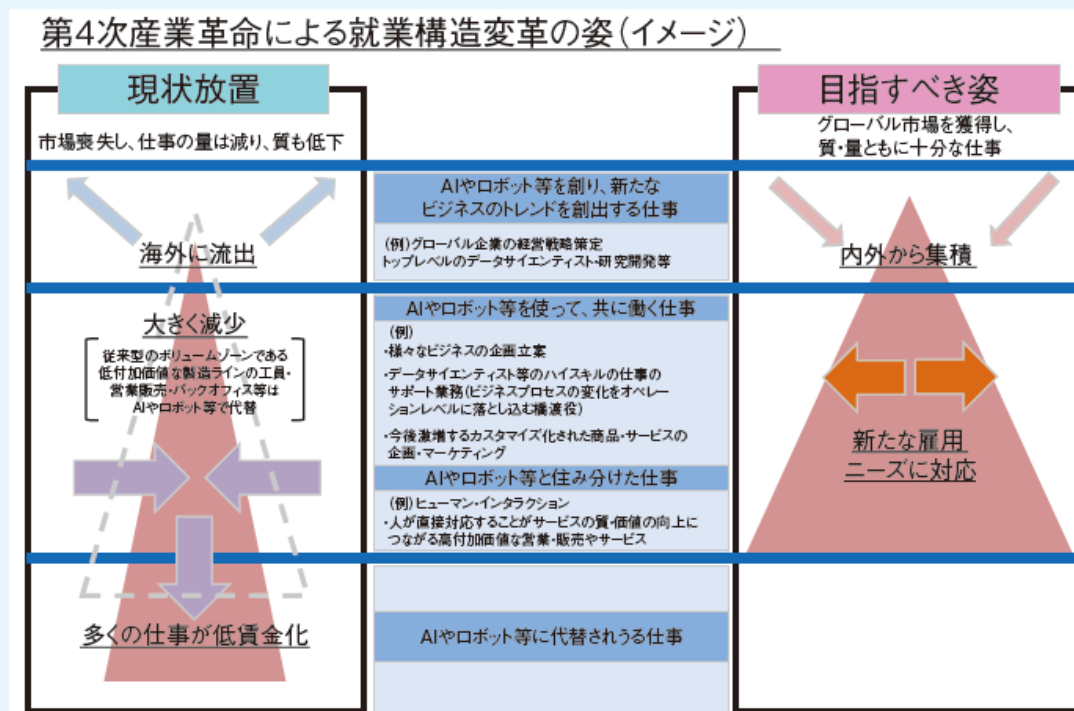 第4次産業革命による就業構造変革の姿(イメージ)
現状放置
市場喪失し、仕事の量は減り、質も低下
海外に流出
大きく減少
従来型のボリュームゾーンである
低付加価値な製造ラインの工員・
営業販売・バックオフィス等は
AIやロボット等で代替
多くの仕事が低賃金化
AIやロボット等を創り、新たな
ビジネスのトレンドを創出する仕事
(例)グローバル企業の経営戦略策定
トップレベルのデータサイエンティスト・研究開発等
AIやロボット等を使って、共に働く仕事
(例)
・様々なビジネスの企画立案
・データサイエンティスト等のハイスキルの仕事の
サポート業務(ビジネスプロセスの変化をオペレー
ションレベルに落とし込む橋渡役)
・今後激増するカスタマイズ化された商品・サービスの
企画・マーケティング
AIやロボット等と住み分けた仕事
(例)ヒューマン・インタラクション
・人が直接対応することがサービスの質・価値の向上に
つながる高付加価値な営業・販売やサービス
AIやロボット等に代替されうる仕事
目指すべき姿
グローバル市場を獲得し、
質・量ともに十分な仕事
内外から集積
新たな雇用
ニーズに対応